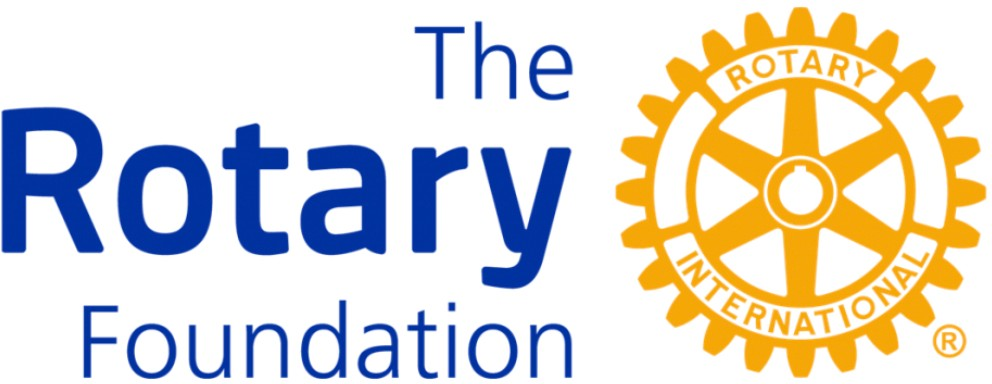 The
Rotary
Foundation
ROTARY
INTERNATIONAL
®